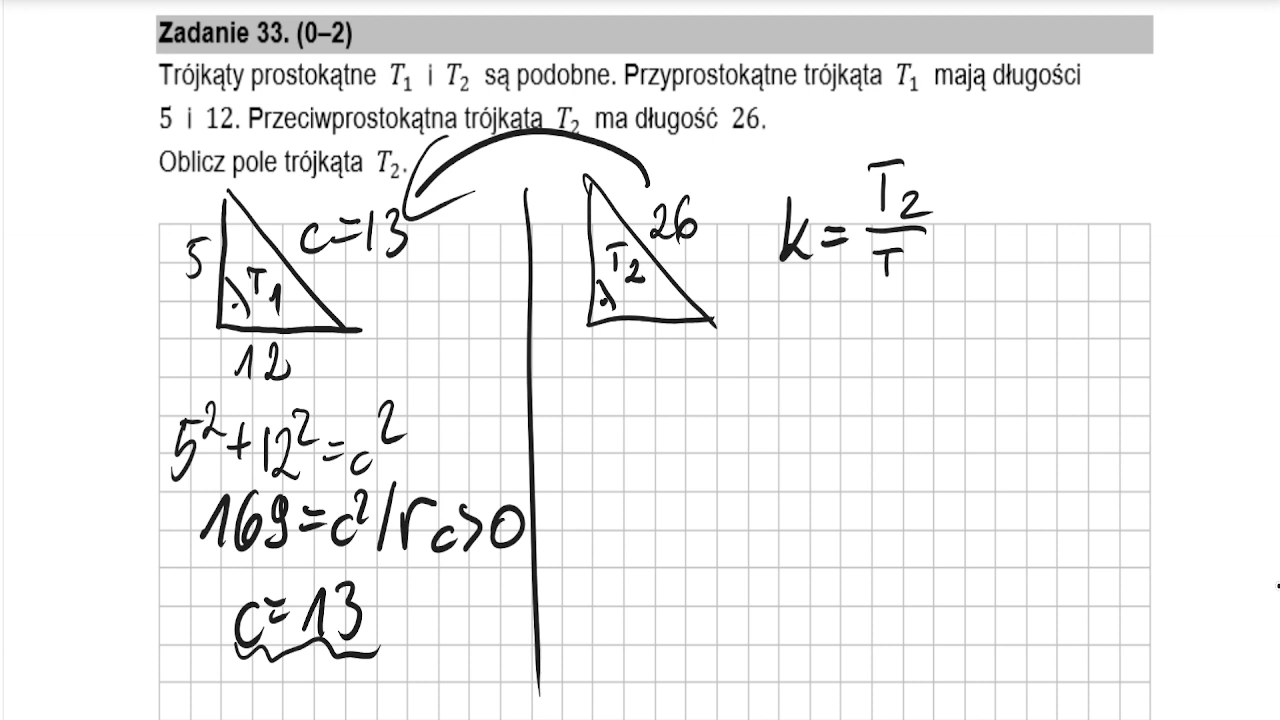 Zadanie 33. (0–2)
Trójkąty prostokątne T₁ i T₂ są podobne. Przyprostokątne trójkąta T₁ mają długości
5 i 12. Przeciwprostokątna trójkąta T₂ ma długość 26.
Oblicz pole trójkąta T₂.
5
c=13
T1
12
5²+12²=c²
169=c² /√ c>0
c=13
26
T2
k=T2/T